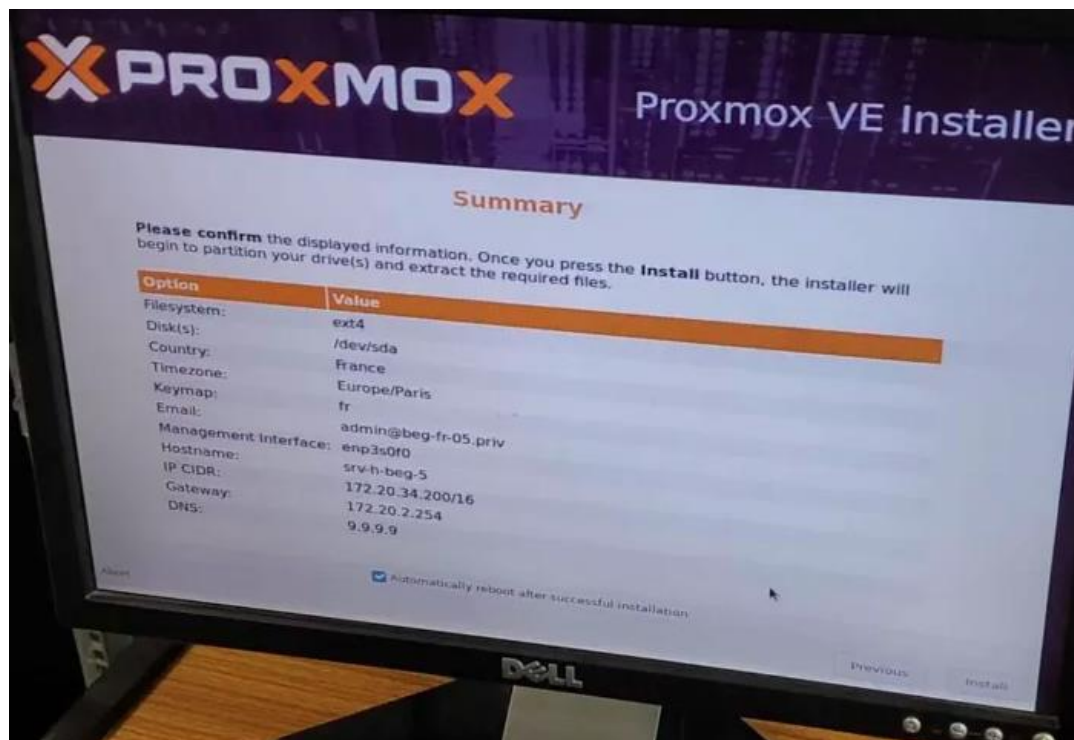 PROXMOX
Proxmox VE Installer
Summary
Please confirm the displayed information. Once you press the Install button, the installer will
begin to partition your drive(s) and extract the required files.
Option Value
Filesystem: ext4
Disk(s): /dev/sda
Country: France
Timezone: Europe/Paris
Keymap: fr
Email: admin@beg-fr-05.priv
Management Interface: enp3s0f0
Hostname: srv-h-beg-5
IP CIDR: 172.20.34.200/16
Gateway: 172.20.2.254
DNS: 9.9.9.9
Automatically reboot after successful installation
Abort
Previous
Install
DELL